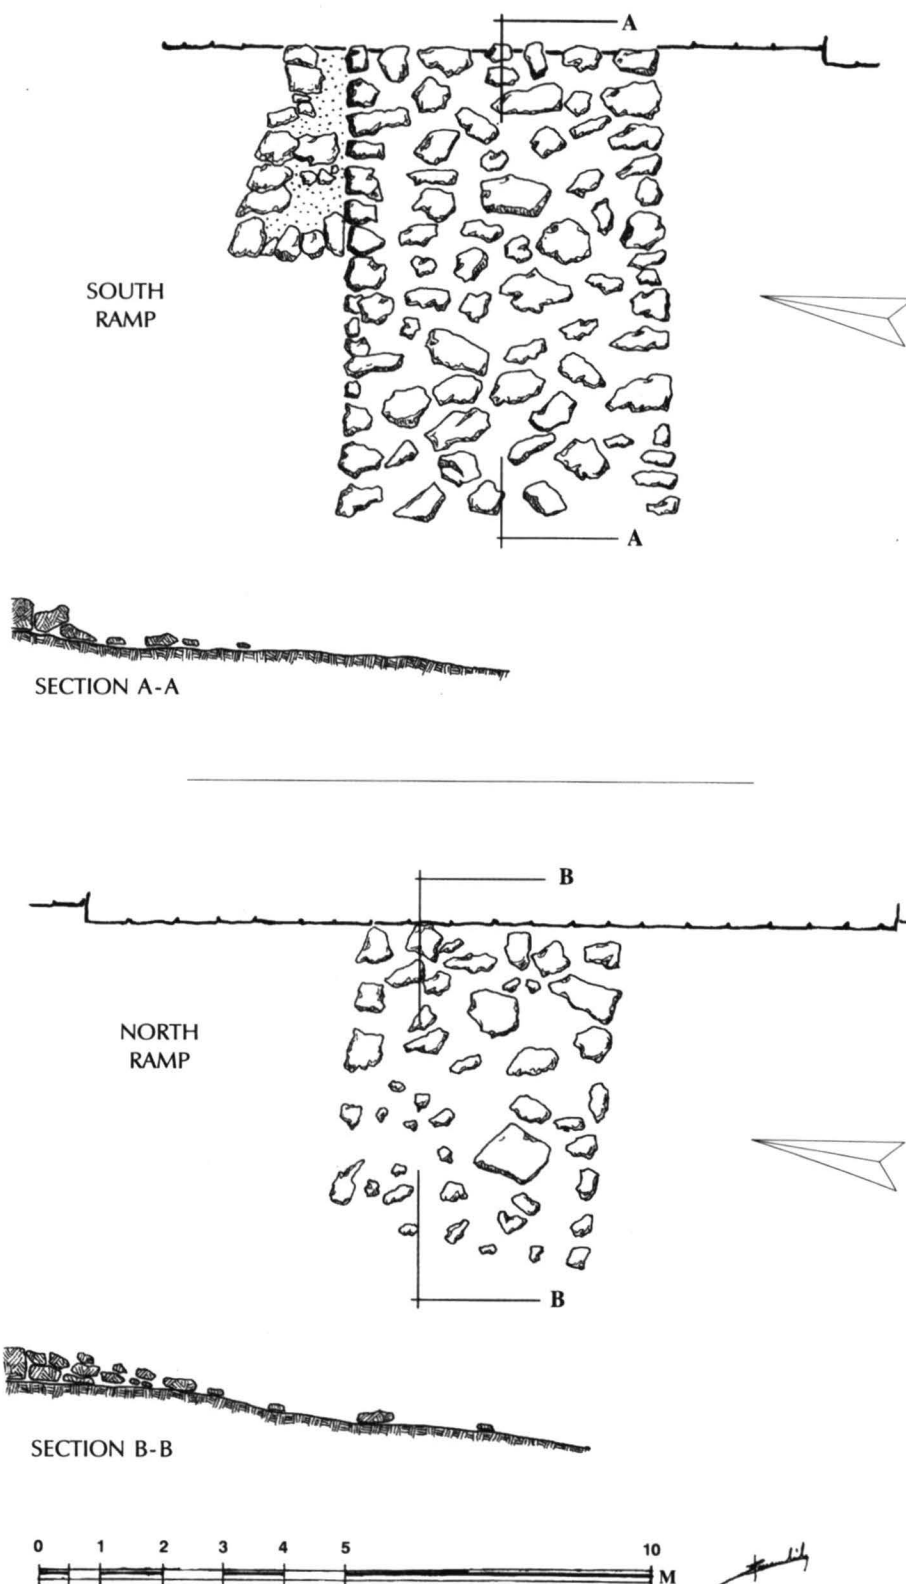 A
SOUTH
RAMP
A
SECTION A-A
B
NORTH
RAMP
B
SECTION B-B
0 1 2 3 4 5 10
M